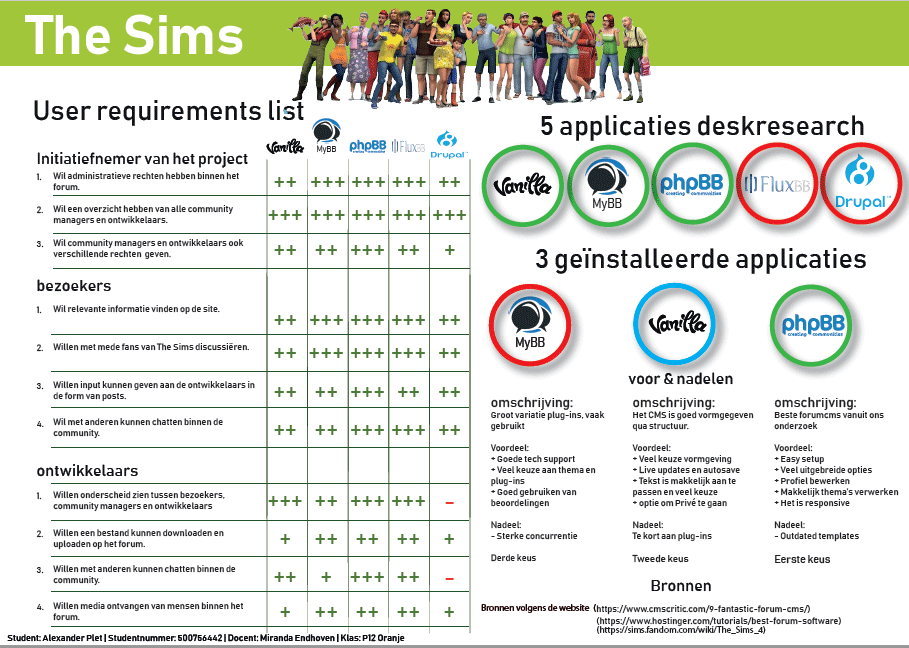 The Sims
User requirements list
Vanilla MyBB phpBB creating communities FluxBB Drupal
Initiatiefnemer van het project
1. Wil administratieve rechten hebben binnen het
forum.
++ +++ +++ +++ ++
2. Wil een overzicht hebben van alle community
managers en ontwikkelaars.
+++ +++ +++ +++ +++
3. Wil community managers en ontwikkelaars ook
verschillende rechten geven.
++ ++ +++ ++ +
bezoekers
1. Wil relevante informatie vinden op de site.
++ +++ +++ +++ ++
2. Willen met mede fans van The Sims discussiëren.
++ +++ +++ +++ ++
3. Willen input kunnen geven aan de ontwikkelaars in
de form van posts.
++ ++ +++ ++ ++
4. Wil met anderen kunnen chatten binnen de
community.
++ ++ +++ +++ ++
ontwikkelaars
1. Willen onderscheid zien tussen bezoekers,
community managers en ontwikkelaars
+++ ++ +++ +++ -
2. Willen een bestand kunnen downloaden en
uploaden op het forum.
+ ++ ++ ++ +
3. Willen met anderen kunnen chatten binnen de
community.
++ + +++ ++ -
4. Willen media ontvangen van mensen binnen het
forum.
+ ++ ++ ++ +
5 applicaties deskresearch
Vanilla MyBB phpBB creating communities FluxBB Drupal™
3 geïnstalleerde applicaties
MyBB
Vanilla
phpBB
creating communities
voor & nadelen
omschrijving:
Groot variatie plug-ins, vaak
gebruikt
Voordeel:
+ Goede tech support
+ Veel keuze aan thema en
plug-ins
+ Goed gebruiken van
beoordelingen
Nadeel:
- Sterke concurrentie
Derde keus
omschrijving:
Het CMS is goed vormgegeven
qua structuur.
Voordeel:
+ Veel keuze vormgeving
+ Live updates en autosave
+ Tekst is makkelijk aan te
passen en veel keuze
+ optie om Privé te gaan
Nadeel:
Te kort aan plug-ins
Tweede keus
omschrijving:
Beste forumcms vanuit ons
onderzoek
Voordeel:
+ Easy setup
+ Veel uitgebreide opties
+ Profiel bewerken
+ Makkelijk thema's verwerken
+ Het is responsive
Nadeel:
- Outdated templates
Eerste keus
Bronnen
Bronnen volgens de website (https://www.cmscritic.com/9-fantastic-forum-cms/)
(https://www.hostinger.com/tutorials/best-forum-software)
(https://sims.fandom.com/wiki/The_Sims_4)
Student: Alexander Plet | Studentnummer: 500756442 | Docent: Miranda Endhoven | Klas: P12 Oranje